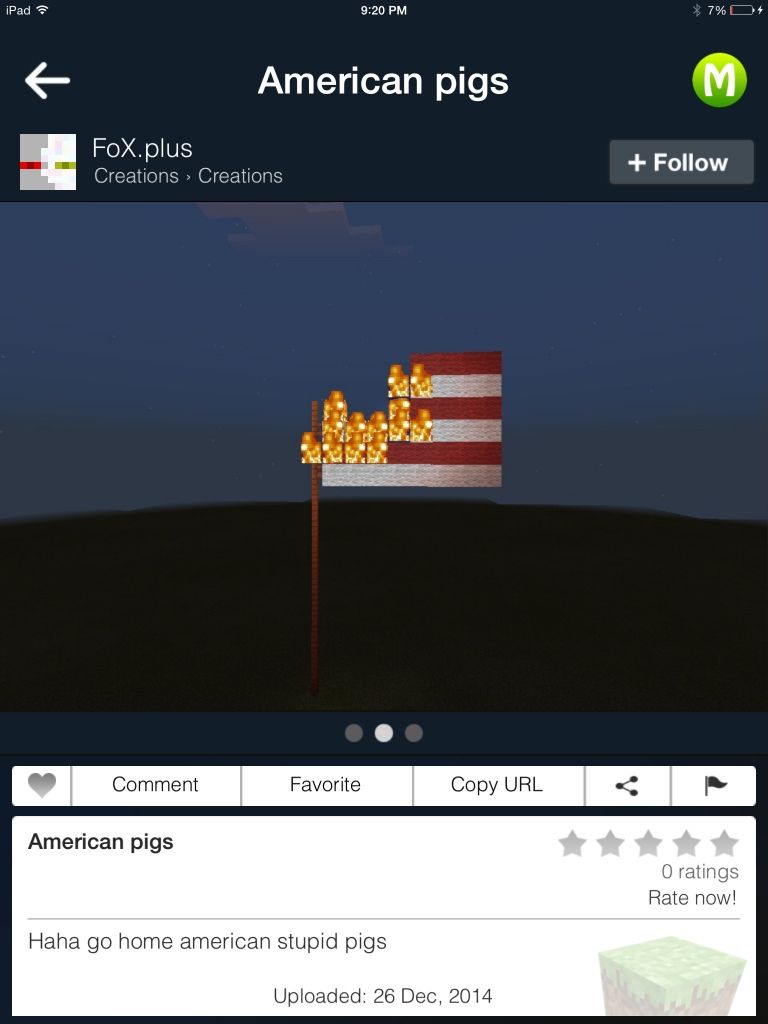 iPad 9:20 PM 7%
American pigs M
FoX.plus
Creations › Creations
+ Follow
Comment Favorite Copy URL
American pigs
0 ratings
Rate now!
Haha go home american stupid pigs
Uploaded: 26 Dec, 2014